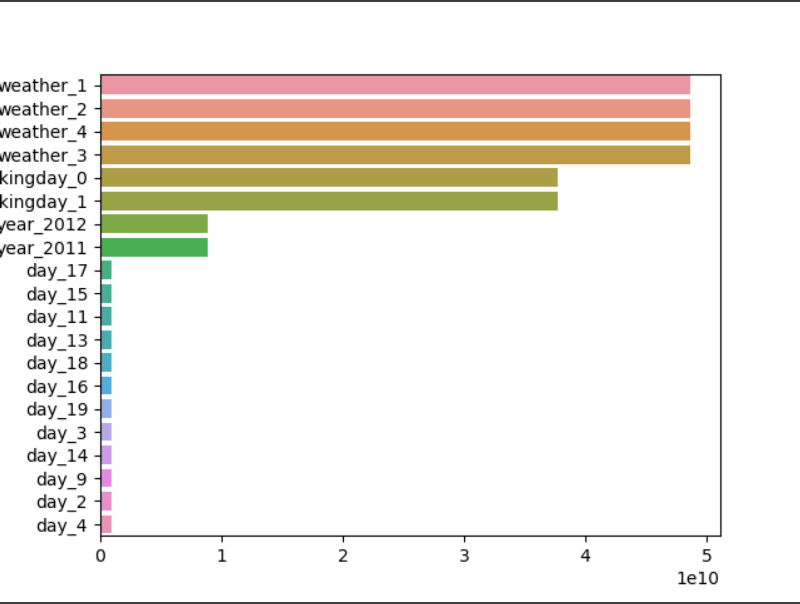 weather_1
weather_2
weather_4
weather_3
kingday_0
kingday_1
year_2012
year_2011
day_17
day_15
day_11
day_13
day_18
day_16
day_19
day_3
day_14
day_9
day_2
day_4
0 1 2 3 4 5
1e10